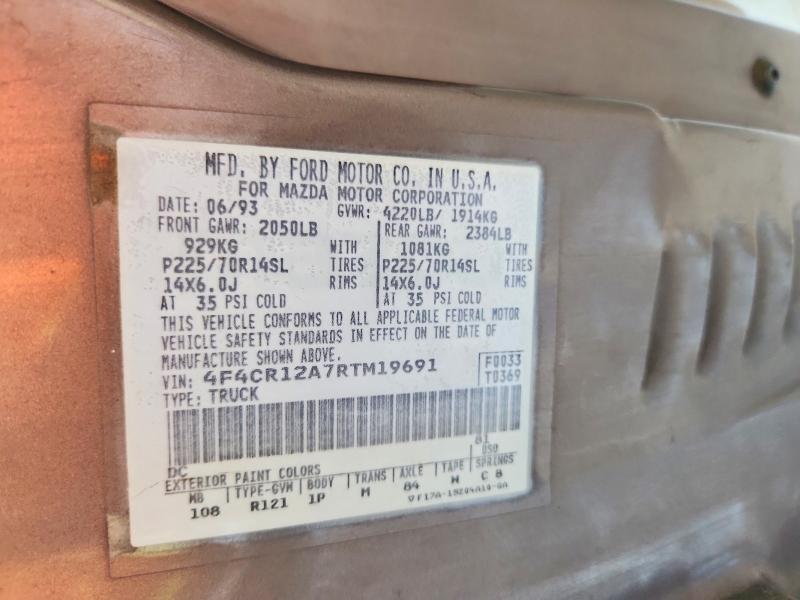 MFD. BY FORD MOTOR CO. IN U.S.A.
FOR MAZDA MOTOR CORPORATION
DATE: 06/93 GVWR: 4220LB/ 1914KG
FRONT GAWR: 2050LB REAR GAWR: 2384LB
929KG WITH 1081KG WITH
P225/70R14SL TIRES P225/70R14SL TIRES
14X6.0J RIMS 14X6.0J RIMS
AT 35 PSI COLD AT 35 PSI COLD
THIS VEHICLE CONFORMS TO ALL APPLICABLE FEDERAL MOTOR
VEHICLE SAFETY STANDARDS IN EFFECT ON THE DATE OF
MANUFACTURE SHOWN ABOVE.
VIN: 4F4CR12A7RTM19691 F0033
TYPE: TRUCK T0369
81
DC DSO
EXTERIOR PAINT COLORS
WB TYPE-GVW BODY TRANS AXLE TAPE SPRINGS
108 R121 1P M 84 W C 8